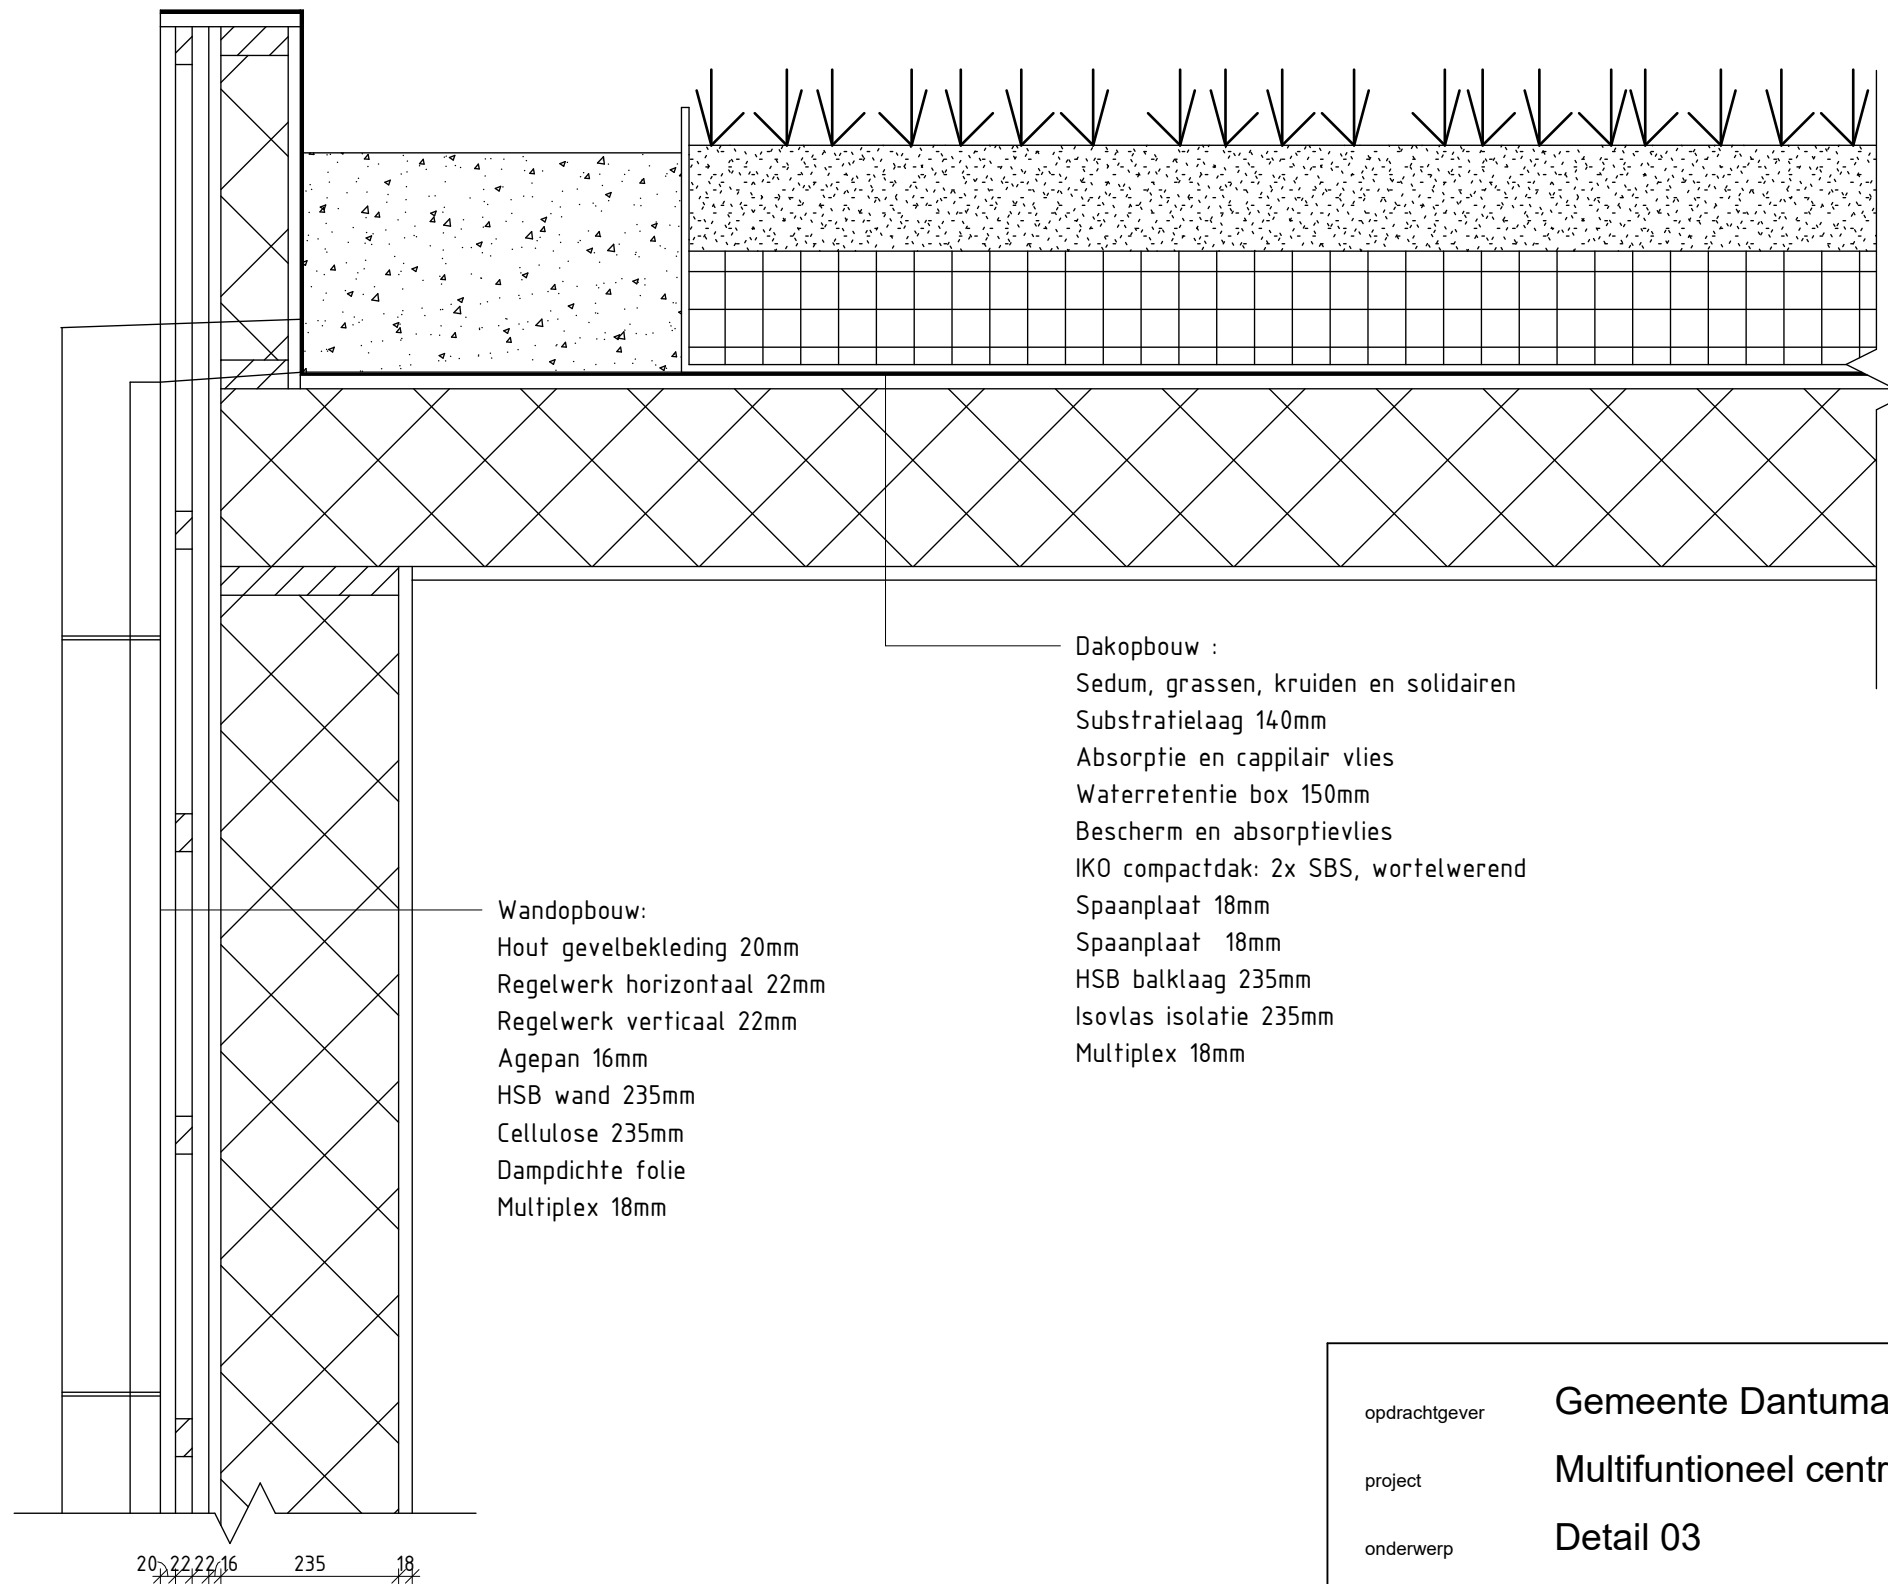 Dakopbouw :
Sedum, grassen, kruiden en solidairen
Substratielaag 140mm
Absorptie en cappilair vlies
Waterretentie box 150mm
Bescherm en absorptievlies
IKO compactdak: 2x SBS, wortelwerend
Spaanplaat 18mm
Spaanplaat 18mm
HSB balklaag 235mm
Isovlas isolatie 235mm
Multiplex 18mm
Wandopbouw:
Hout gevelbekleding 20mm
Regelwerk horizontaal 22mm
Regelwerk verticaal 22mm
Agepan 16mm
HSB wand 235mm
Cellulose 235mm
Dampdichte folie
Multiplex 18mm
20 22 22 16 235 18
opdrachtgever Gemeente Dantuma
project Multifuntioneel centr
onderwerp Detail 03